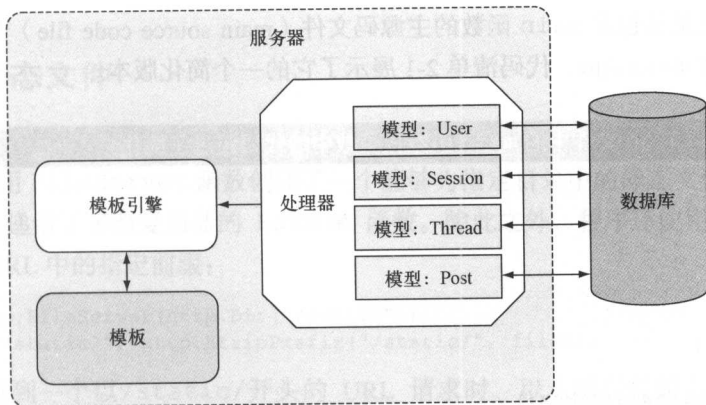 服务器
模型：User
模型：Session
模型：Thread
模型：Post
处理器
模板引擎
模板
数据库